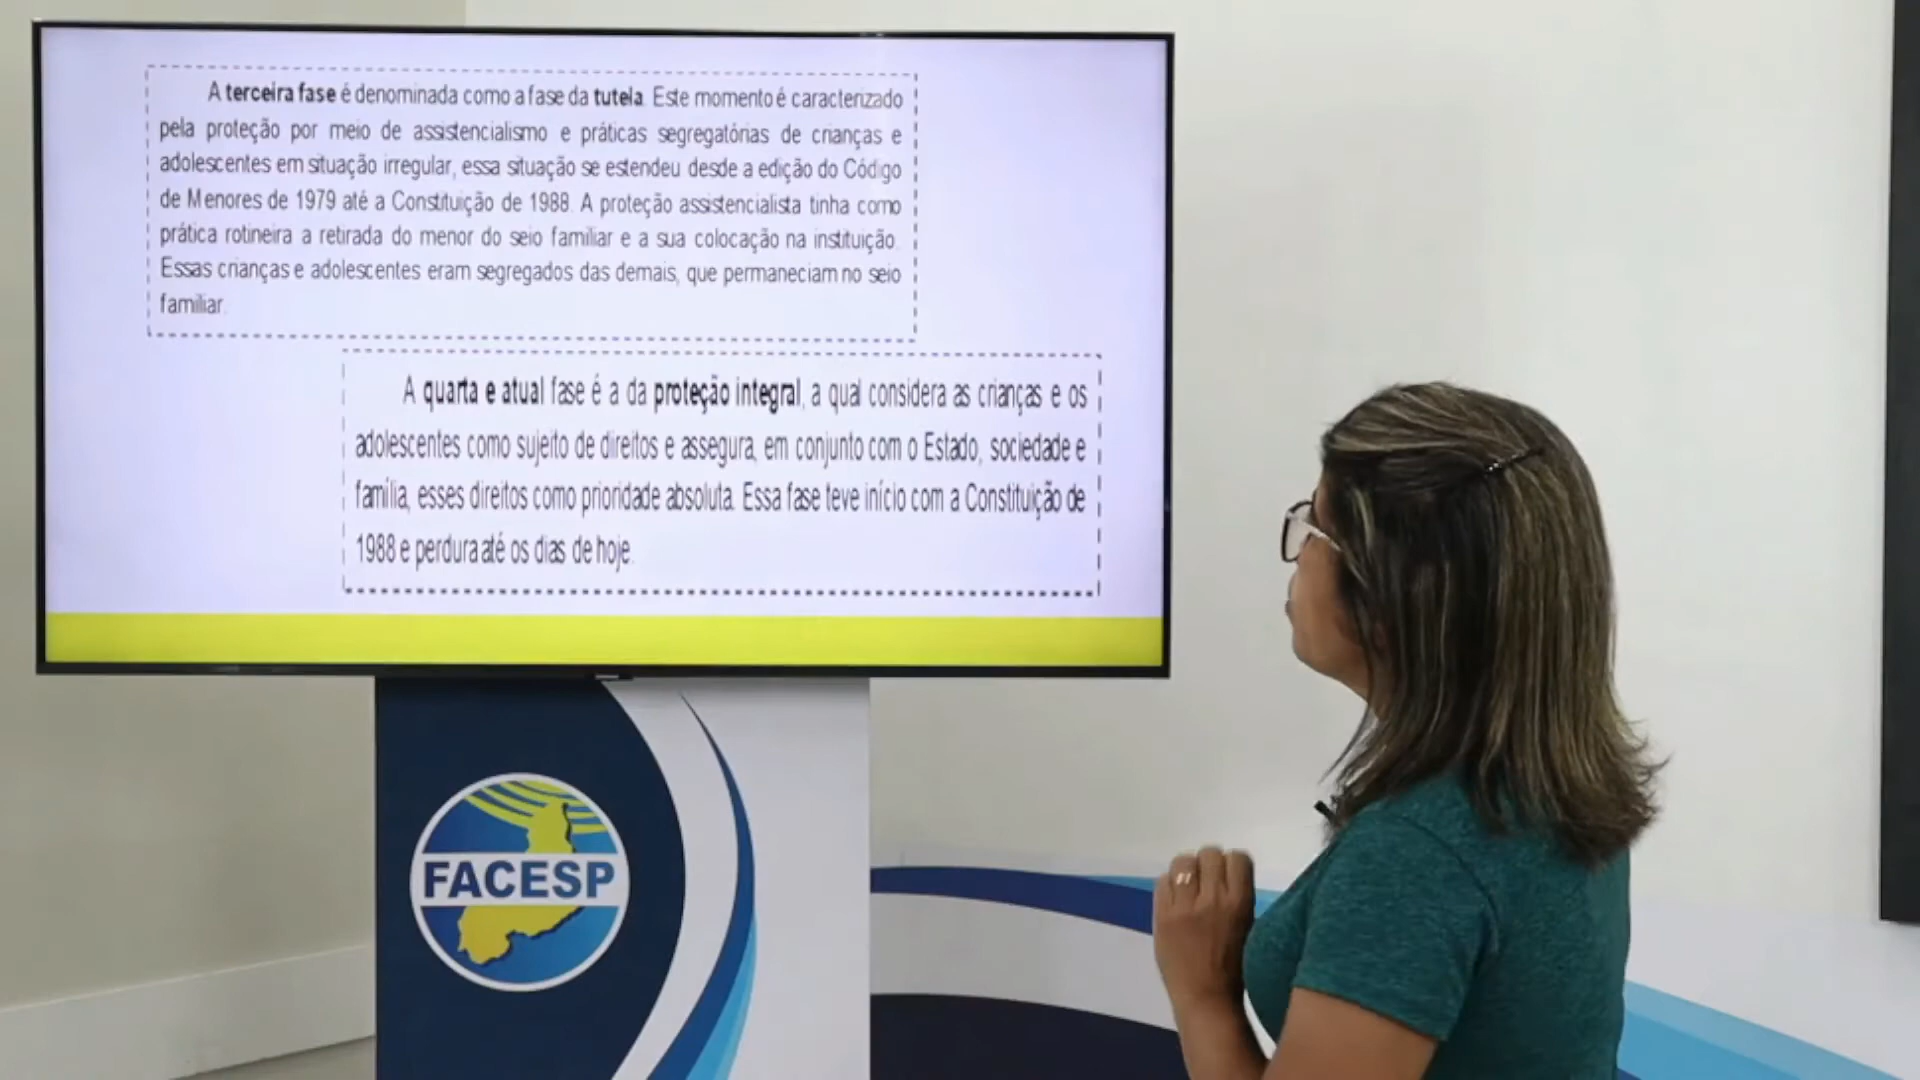 A terceira fase é denominada como a fase da tutela. Este momento é caracterizado
pela proteção por meio de assistencialismo e práticas segregatórias de crianças e
adolescentes em situação irregular, essa situação se estendeu desde a edição do Código
de Menores de 1979 até a Constituição de 1988. A proteção assistencialista tinha como
prática rotineira a retirada do menor do seio familiar e a sua colocação na instituição.
Essas crianças e adolescentes eram segregados das demais, que permaneciam no seio
familiar.
A quarta e atual fase é a da proteção integral, a qual considera as crianças e os
adolescentes como sujeito de direitos e assegura, em conjunto com o Estado, sociedade e
família, esses direitos como prioridade absoluta. Essa fase teve início com a Constituição de
1988 e perdura até os dias de hoje.
FACESP